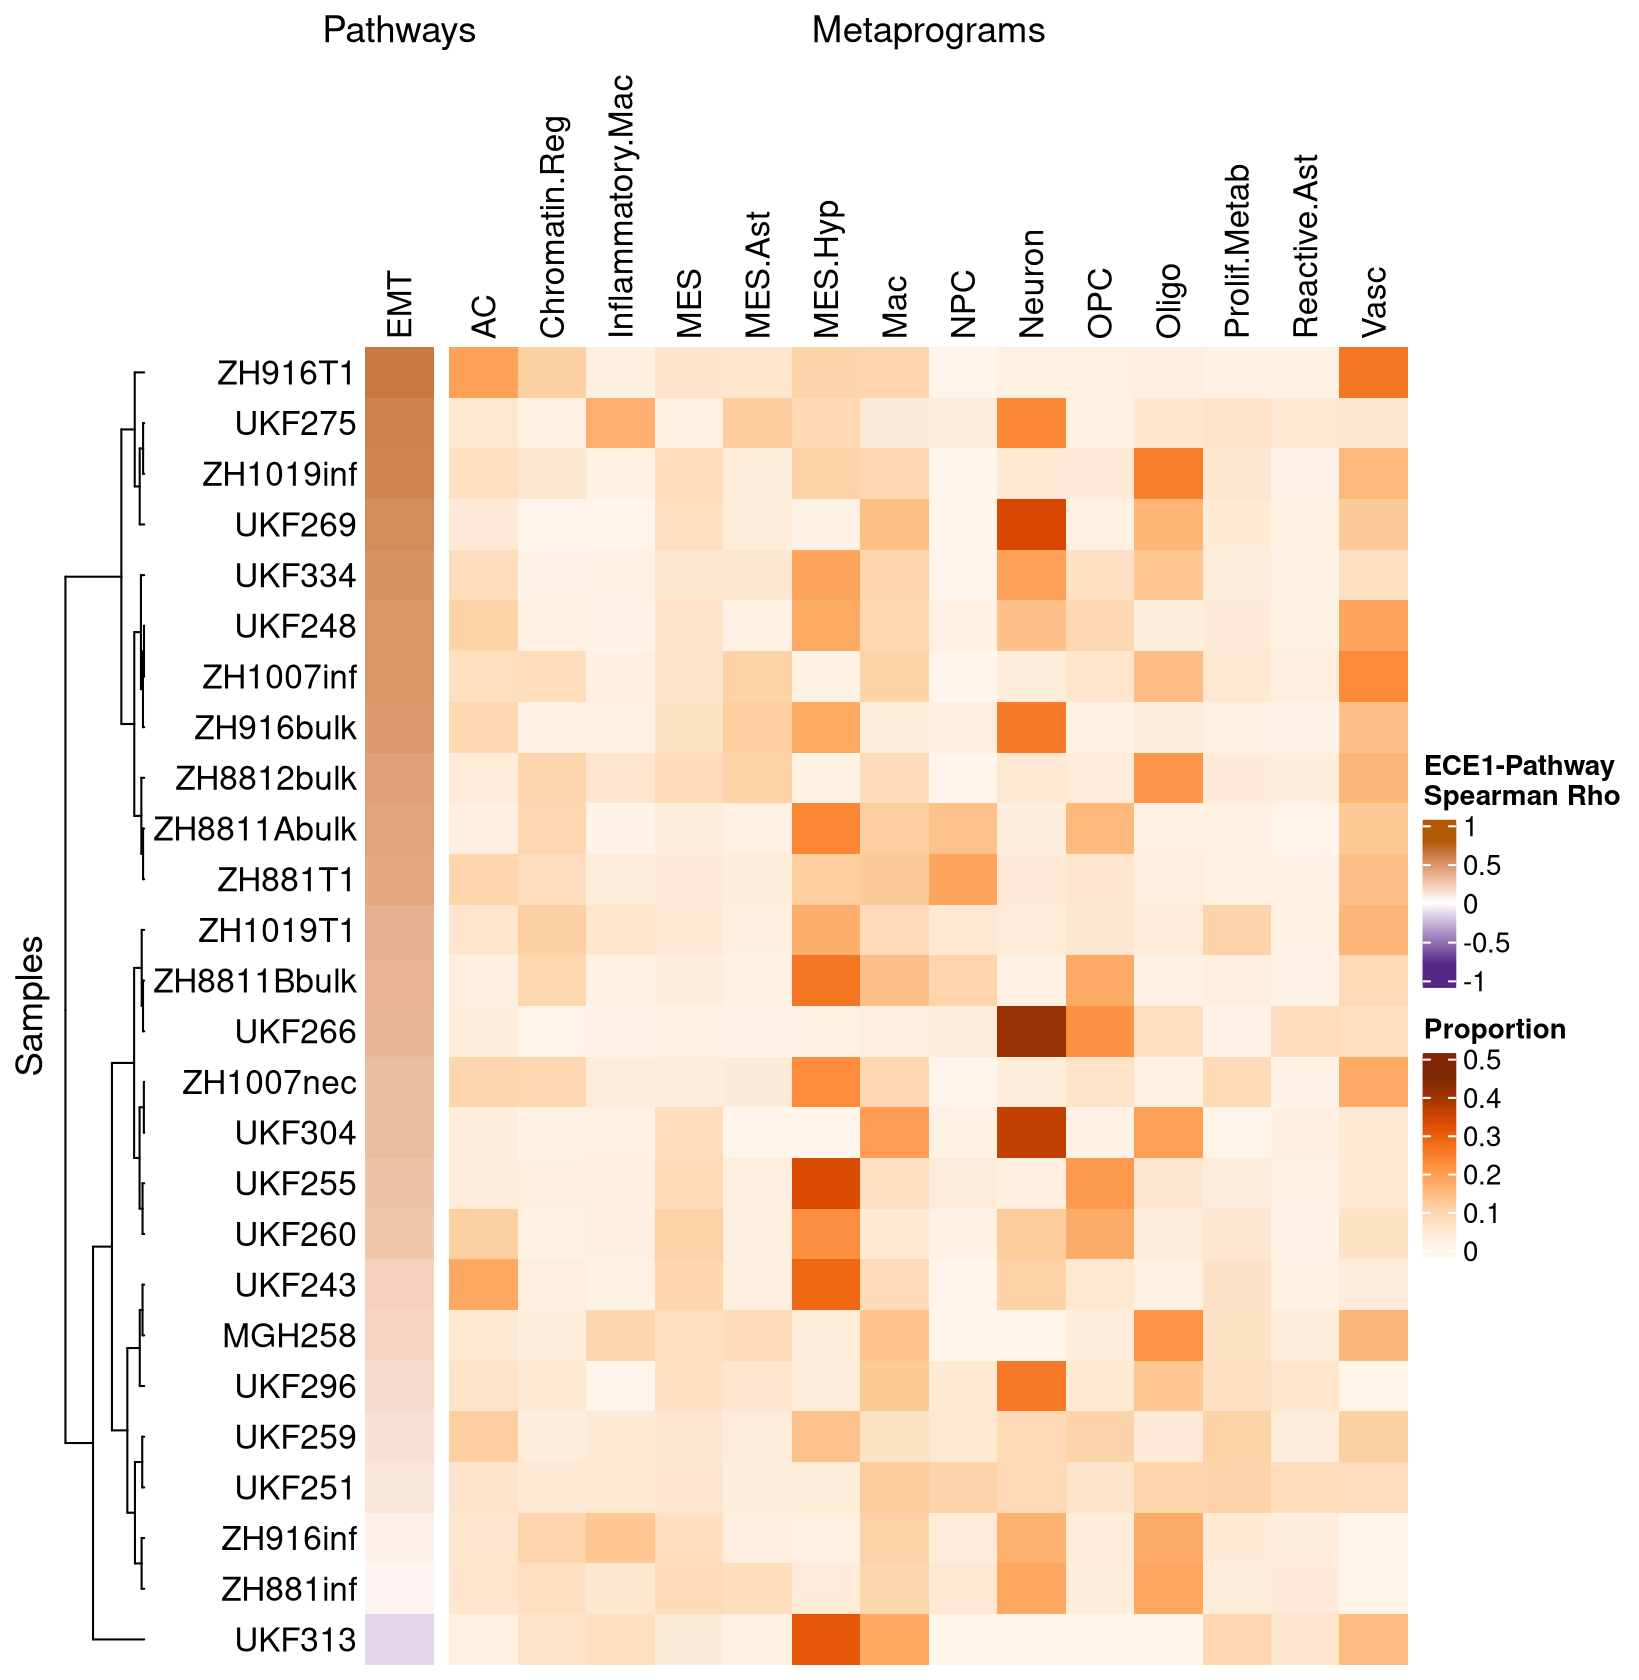 Pathways
Metaprograms
EMT
AC
Chromatin.Reg
Inflammatory.Mac
MES
MES.Ast
MES.Hyp
Mac
NPC
Neuron
OPC
Oligo
Prolif.Metab
Reactive.Ast
Vasc
Samples
ZH916T1
UKF275
ZH1019inf
UKF269
UKF334
UKF248
ZH1007inf
ZH916bulk
ZH8812bulk
ZH8811Abulk
ZH881T1
ZH1019T1
ZH8811Bbulk
UKF266
ZH1007nec
UKF304
UKF255
UKF260
UKF243
MGH258
UKF296
UKF259
UKF251
ZH916inf
ZH881inf
UKF313
ECE1-Pathway
Spearman Rho
1
0.5
0
-0.5
-1
Proportion
0.5
0.4
0.3
0.2
0.1
0